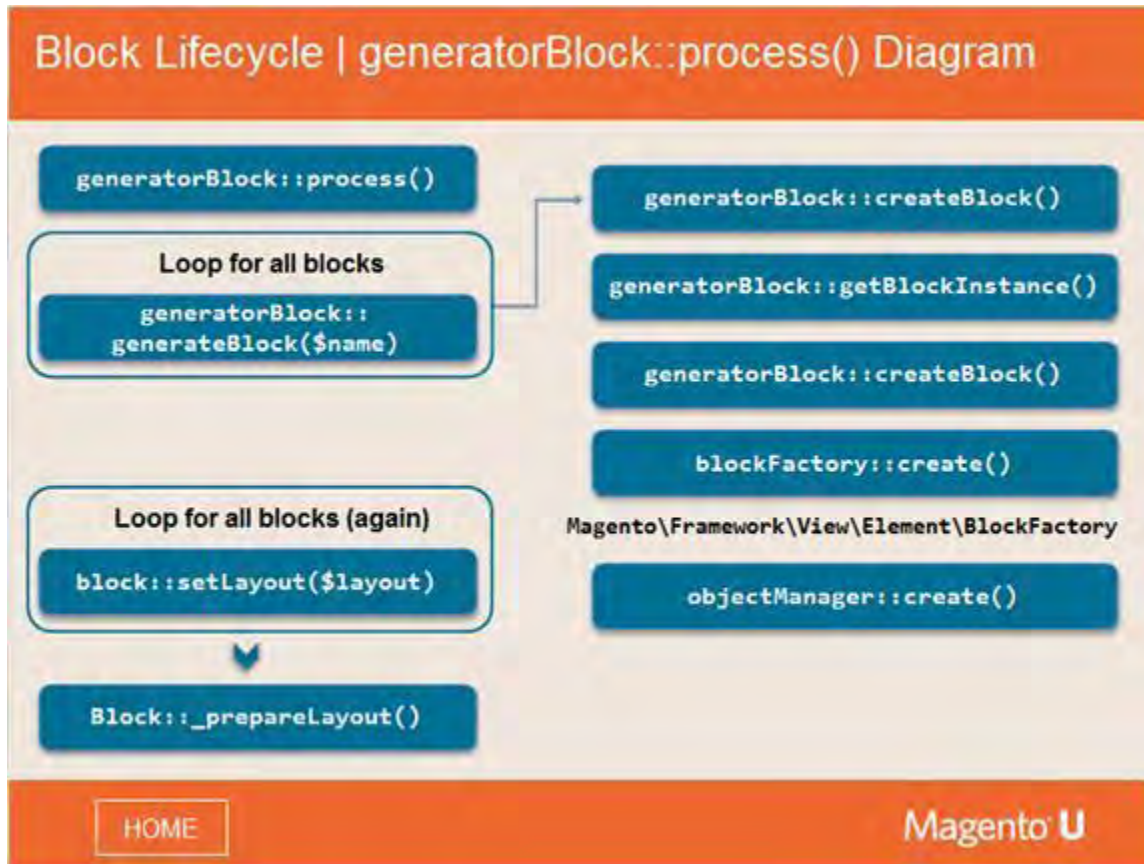 Block Lifecycle | generatorBlock::process() Diagram
generatorBlock::process()
Loop for all blocks
generatorBlock::
generateBlock($name)
Loop for all blocks (again)
block::setLayout($layout)
Block::_prepareLayout()
generatorBlock::createBlock()
generatorBlock::getBlockInstance()
generatorBlock::createBlock()
blockFactory::create()
Magento\Framework\View\Element\BlockFactory
objectManager::create()
HOME
Magento U